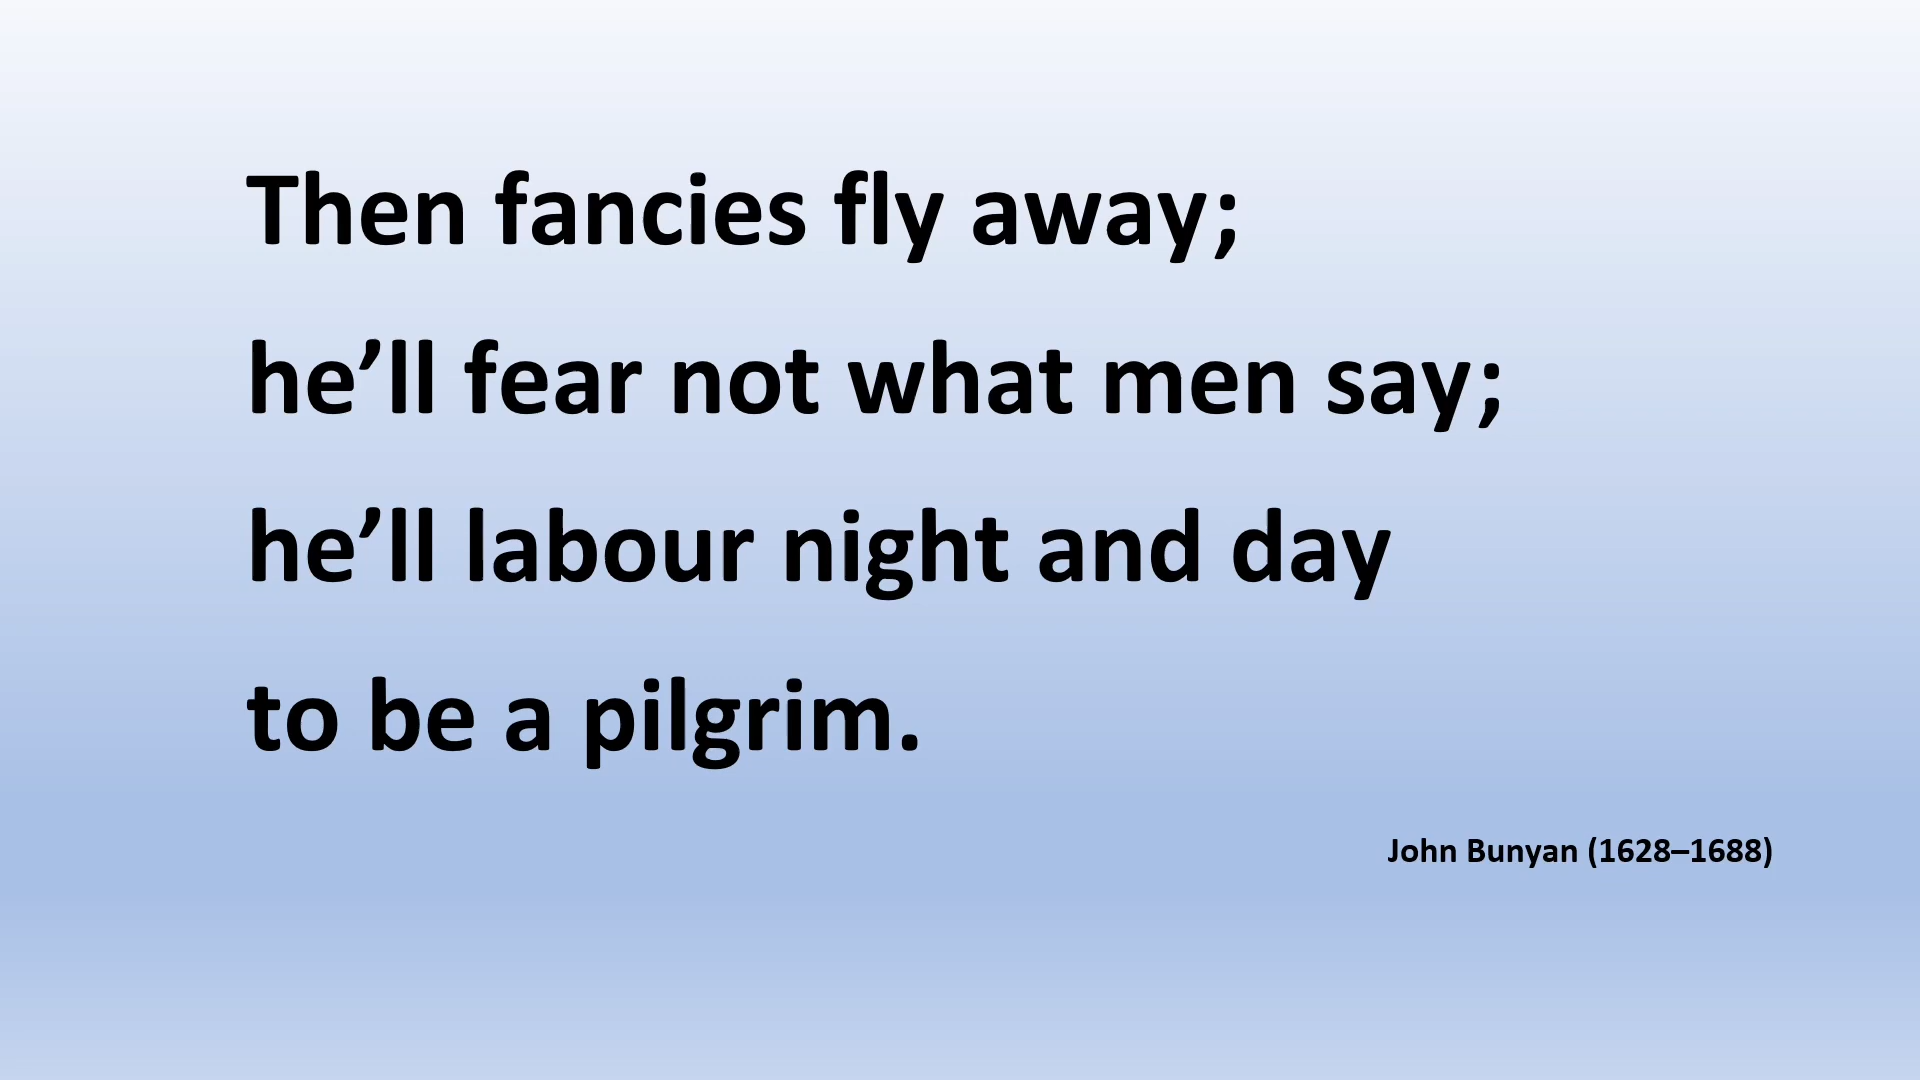 Then fancies fly away;
he’ll fear not what men say;
he’ll labour night and day
to be a pilgrim.
John Bunyan (1628–1688)